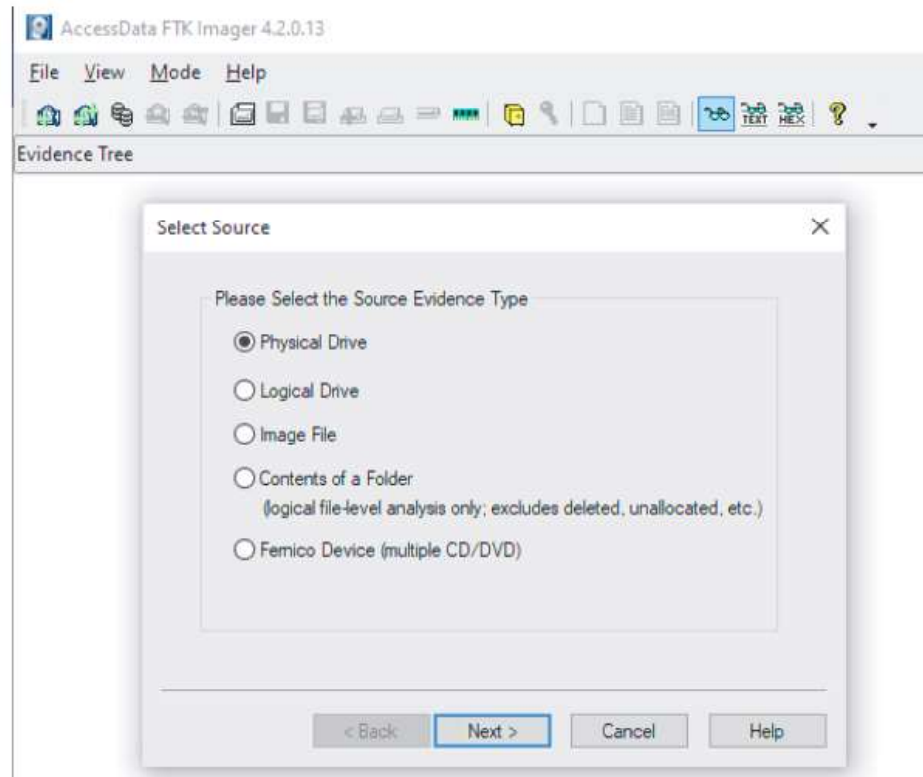 AccessData FTK Imager 4.2.0.13
File View Mode Help
TEXT HEX ?
Evidence Tree
Select Source
Please Select the Source Evidence Type
Physical Drive
Logical Drive
Image File
Contents of a Folder
(logical file-level analysis only; excludes deleted, unallocated, etc.)
Fernico Device (multiple CD/DVD)
< Back Next > Cancel Help